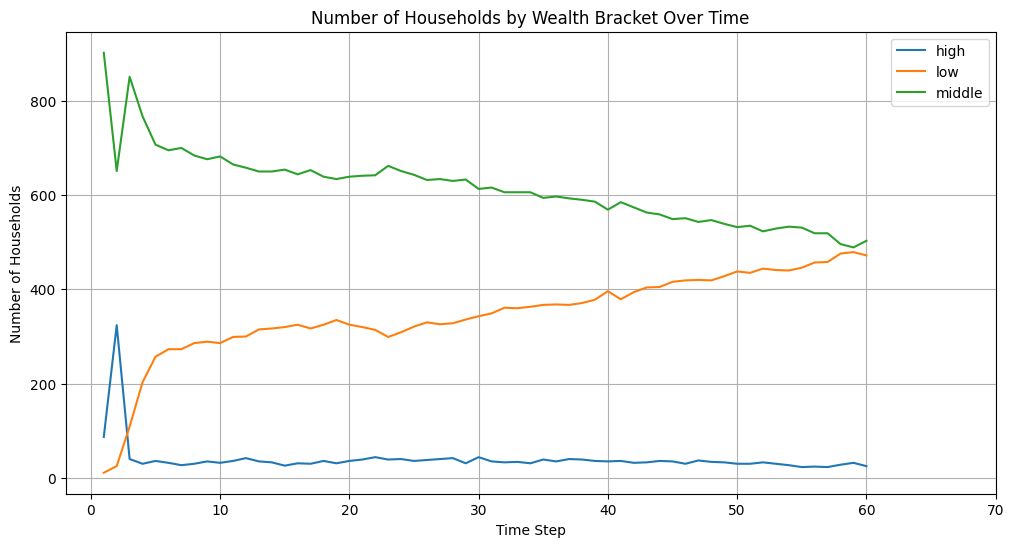 Number of Households by Wealth Bracket Over Time
high
low
middle
Number of Households
800
600
400
200
0
0 10 20 30 40 50 60 70
Time Step